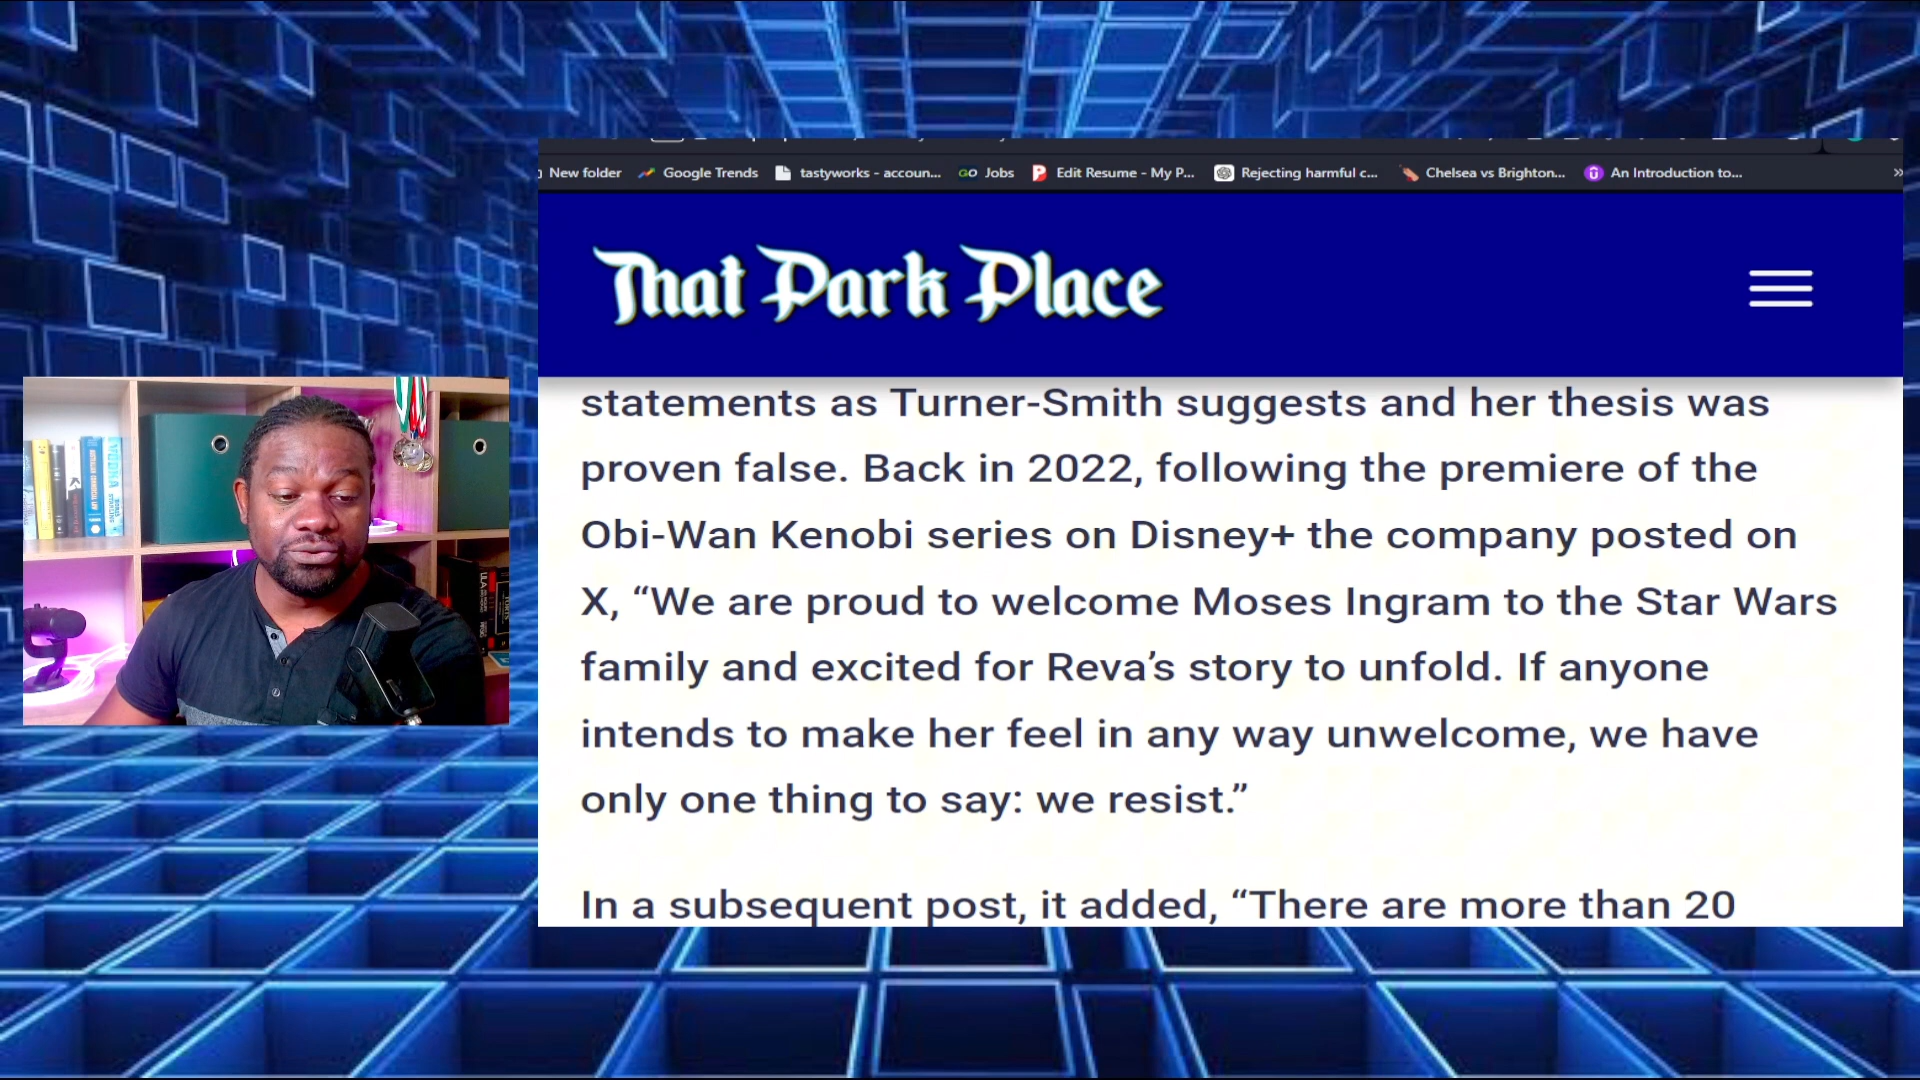 New folder
Google Trends
tastyworks - accoun...
GO Jobs
Edit Resume - My P...
Rejecting harmful c...
Chelsea vs Brighton...
An Introduction to...
That Park Place
statements as Turner-Smith suggests and her thesis was
proven false. Back in 2022, following the premiere of the
Obi-Wan Kenobi series on Disney+ the company posted on
X, “We are proud to welcome Moses Ingram to the Star Wars
family and excited for Reva’s story to unfold. If anyone
intends to make her feel in any way unwelcome, we have
only one thing to say: we resist.”
In a subsequent post, it added, “There are more than 20